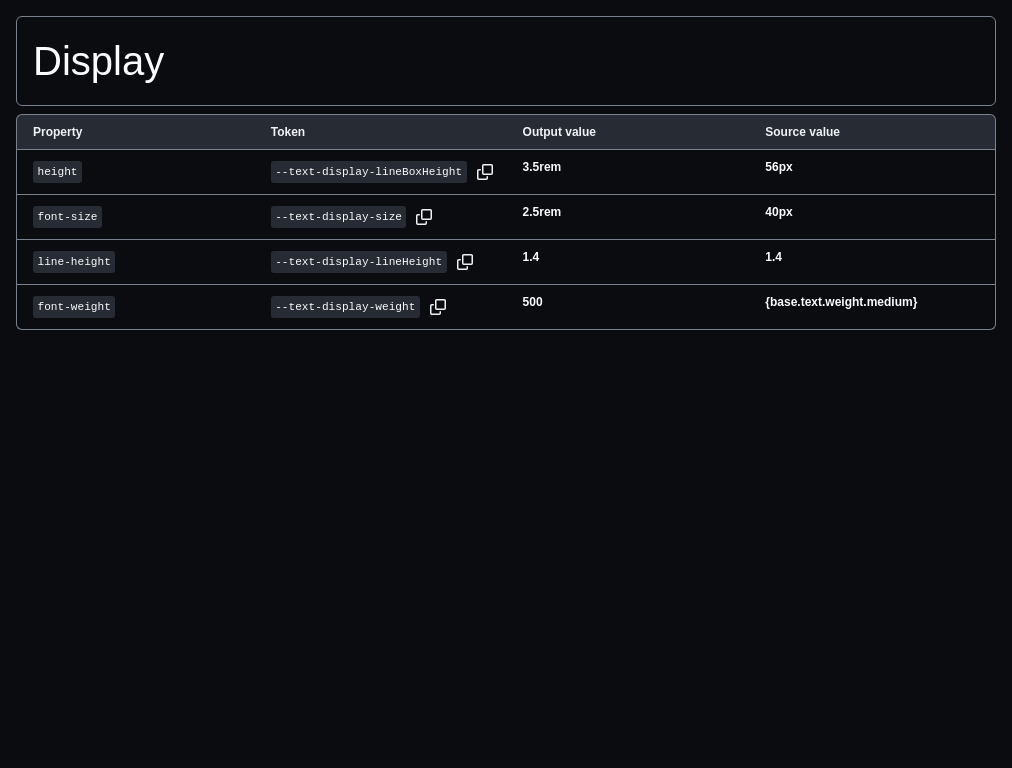 Display
Property Token Output value Source value
height --text-display-lineBoxHeight 3.5rem 56px
font-size --text-display-size 2.5rem 40px
line-height --text-display-lineHeight 1.4 1.4
font-weight --text-display-weight 500 {base.text.weight.medium}